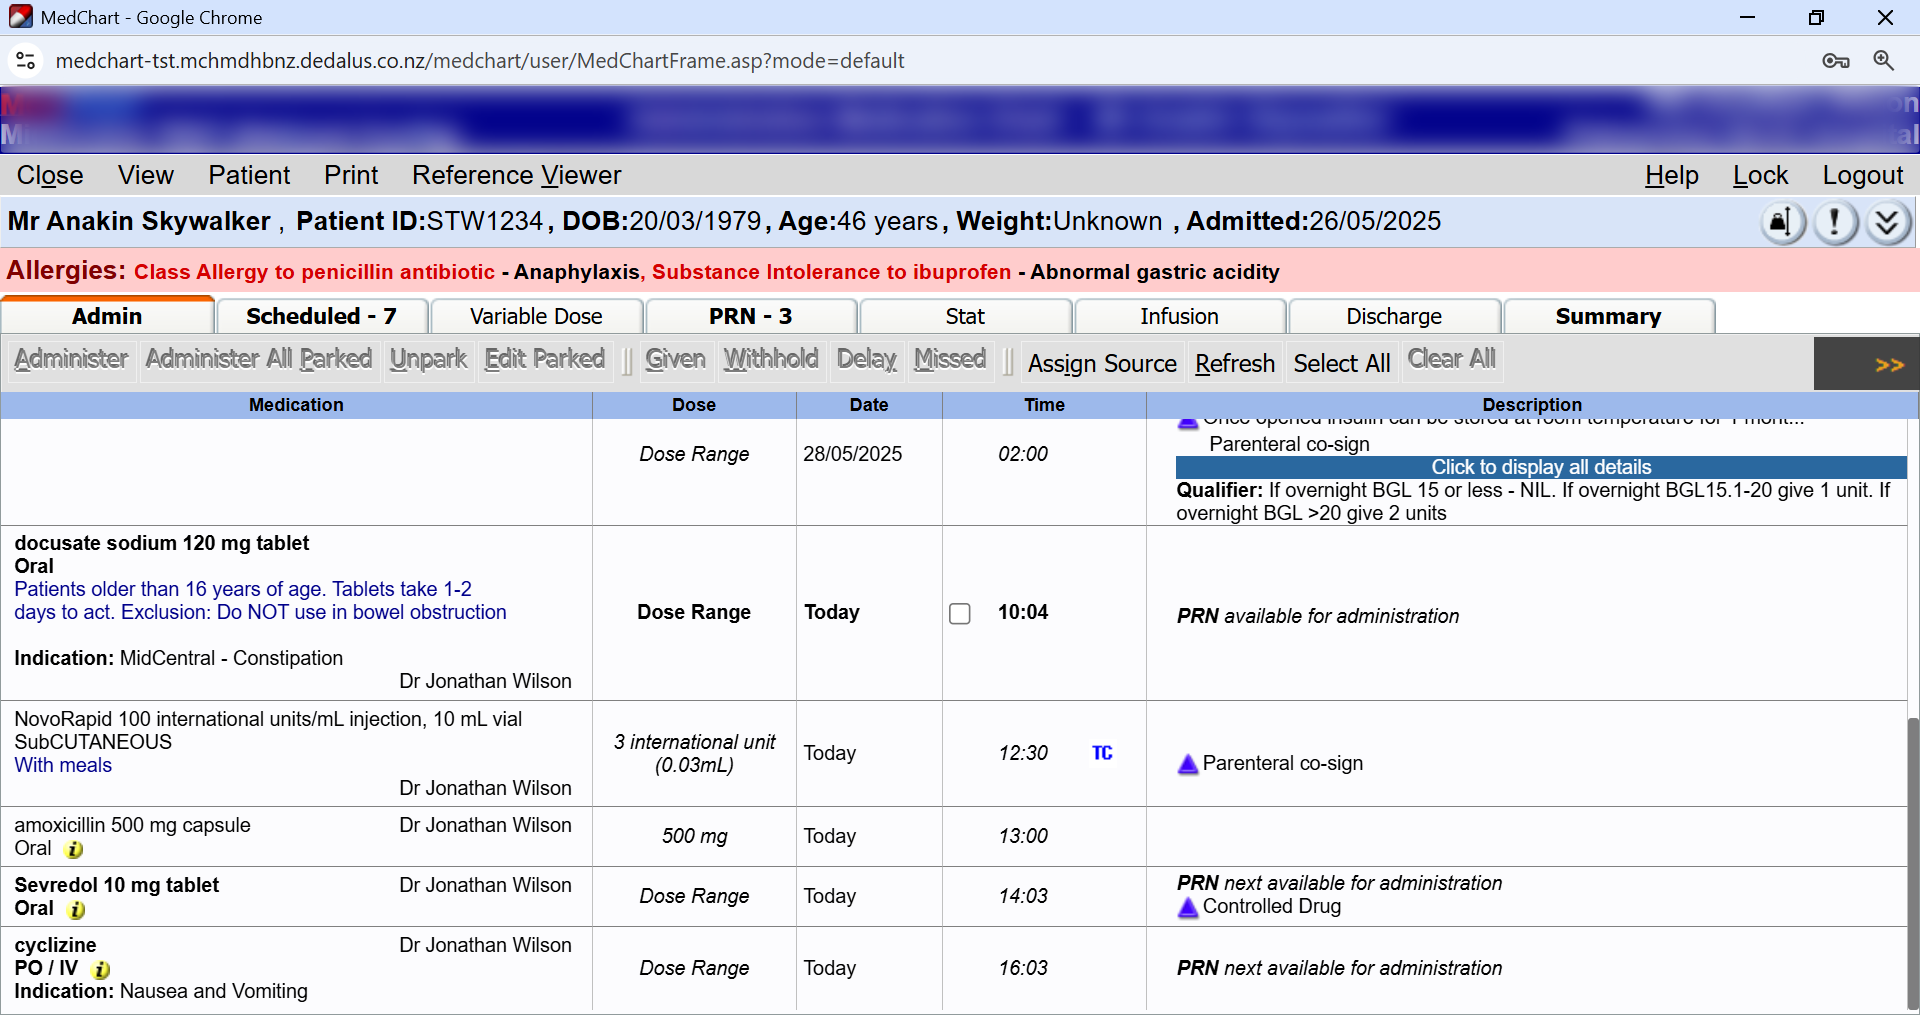 MedChart - Google Chrome
medchart-tst.mchmdhbnz.dedalus.co.nz/medchart/user/MedChartFrame.asp?mode=default
Close View Patient Print Reference Viewer Help Lock Logout
Mr Anakin Skywalker , Patient ID:STW1234, DOB:20/03/1979, Age:46 years, Weight:Unknown , Admitted:26/05/2025
Allergies: Class Allergy to penicillin antibiotic - Anaphylaxis, Substance Intolerance to ibuprofen - Abnormal gastric acidity
Admin Scheduled - 7 Variable Dose PRN - 3 Stat Infusion Discharge Summary
Administer Administer All Parked Unpark Edit Parked Given Withhold Delay Missed Assign Source Refresh Select All Clear All >>
Medication Dose Date Time Description
Once opened insulin can be stored at room temperature for 1 mont...
Parenteral co-sign
Dose Range 28/05/2025 02:00
Click to display all details
Qualifier: If overnight BGL 15 or less - NIL. If overnight BGL15.1-20 give 1 unit. If
overnight BGL >20 give 2 units
docusate sodium 120 mg tablet
Oral
Patients older than 16 years of age. Tablets take 1-2
days to act. Exclusion: Do NOT use in bowel obstruction
Dose Range Today 10:04 PRN available for administration
Indication: MidCentral - Constipation
Dr Jonathan Wilson
NovoRapid 100 international units/mL injection, 10 mL vial
SubCUTANEOUS
With meals
Dr Jonathan Wilson
3 international unit
(0.03mL)
Today 12:30 TC Parenteral co-sign
amoxicillin 500 mg capsule Dr Jonathan Wilson
Oral
500 mg Today 13:00
Sevredol 10 mg tablet Dr Jonathan Wilson
Oral
Dose Range Today 14:03
PRN next available for administration
Controlled Drug
cyclizine Dr Jonathan Wilson
PO / IV
Indication: Nausea and Vomiting
Dose Range Today 16:03 PRN next available for administration